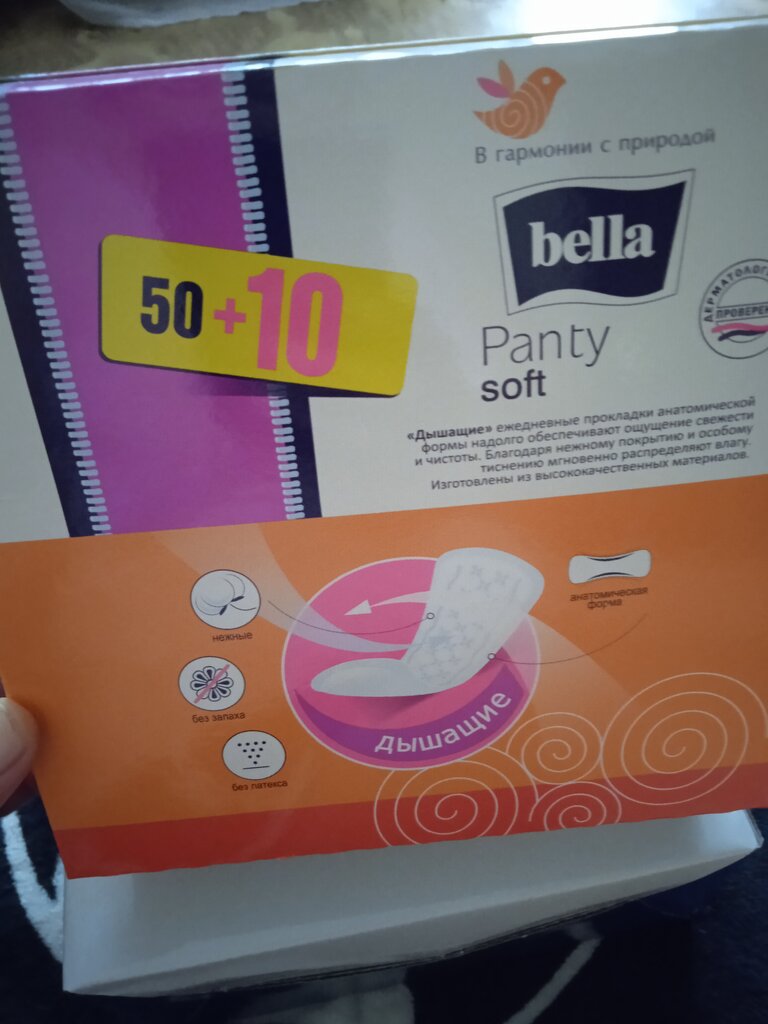 В гармонии с природой
bella
Panty
soft
50+10
ПРОВЕРЕН
«Дышащие» ежедневные прокладки анатомической
формы надолго обеспечивают ощущение свежести
и чистоты. Благодаря нежному покрытию и особому
тиснению мгновенно распределяют влагу.
Изготовлены из высококачественных материалов.
нежные
анатомическая
форма
без запаха
без латекса
дышащие